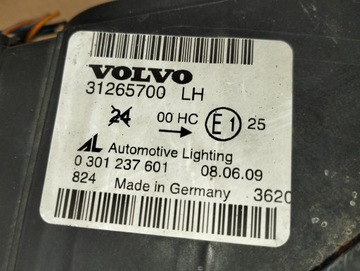 VOLVO
31265700 LH
24 00 HC E1 25
AL Automotive Lighting
0 301 237 601 08.06.09
824 Made in Germany 3620